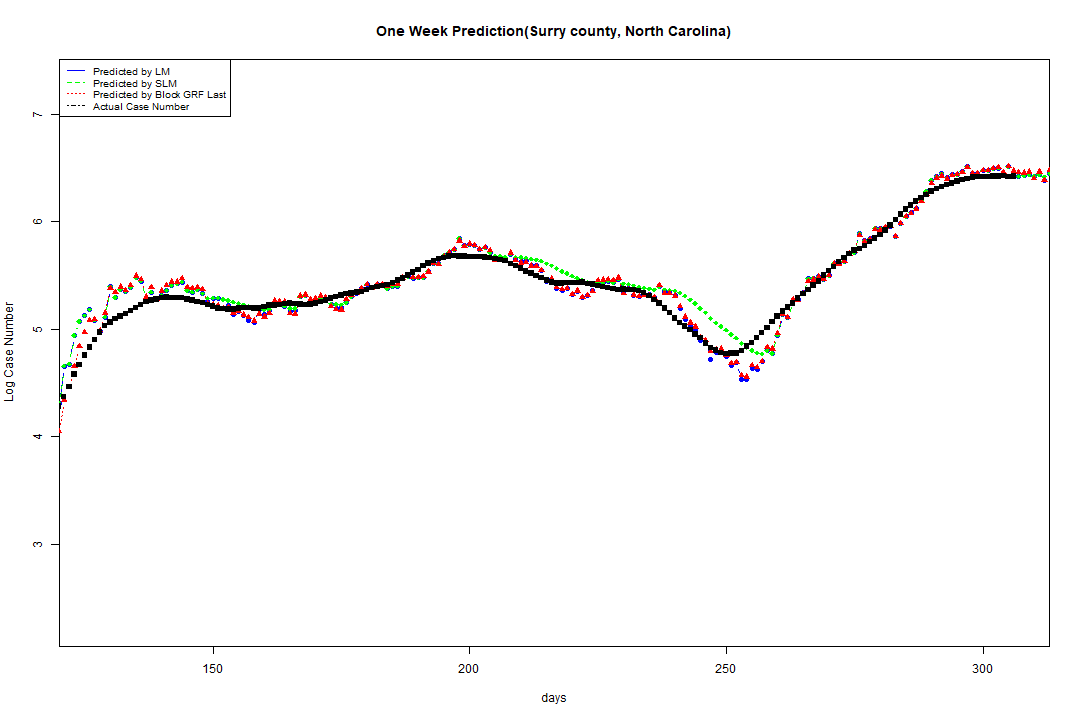 One Week Prediction(Surry county, North Carolina)
Predicted by LM
Predicted by SLM
Predicted by Block GRF Last
Actual Case Number
7
6
5
4
3
Log Case Number
150
200
250
300
days